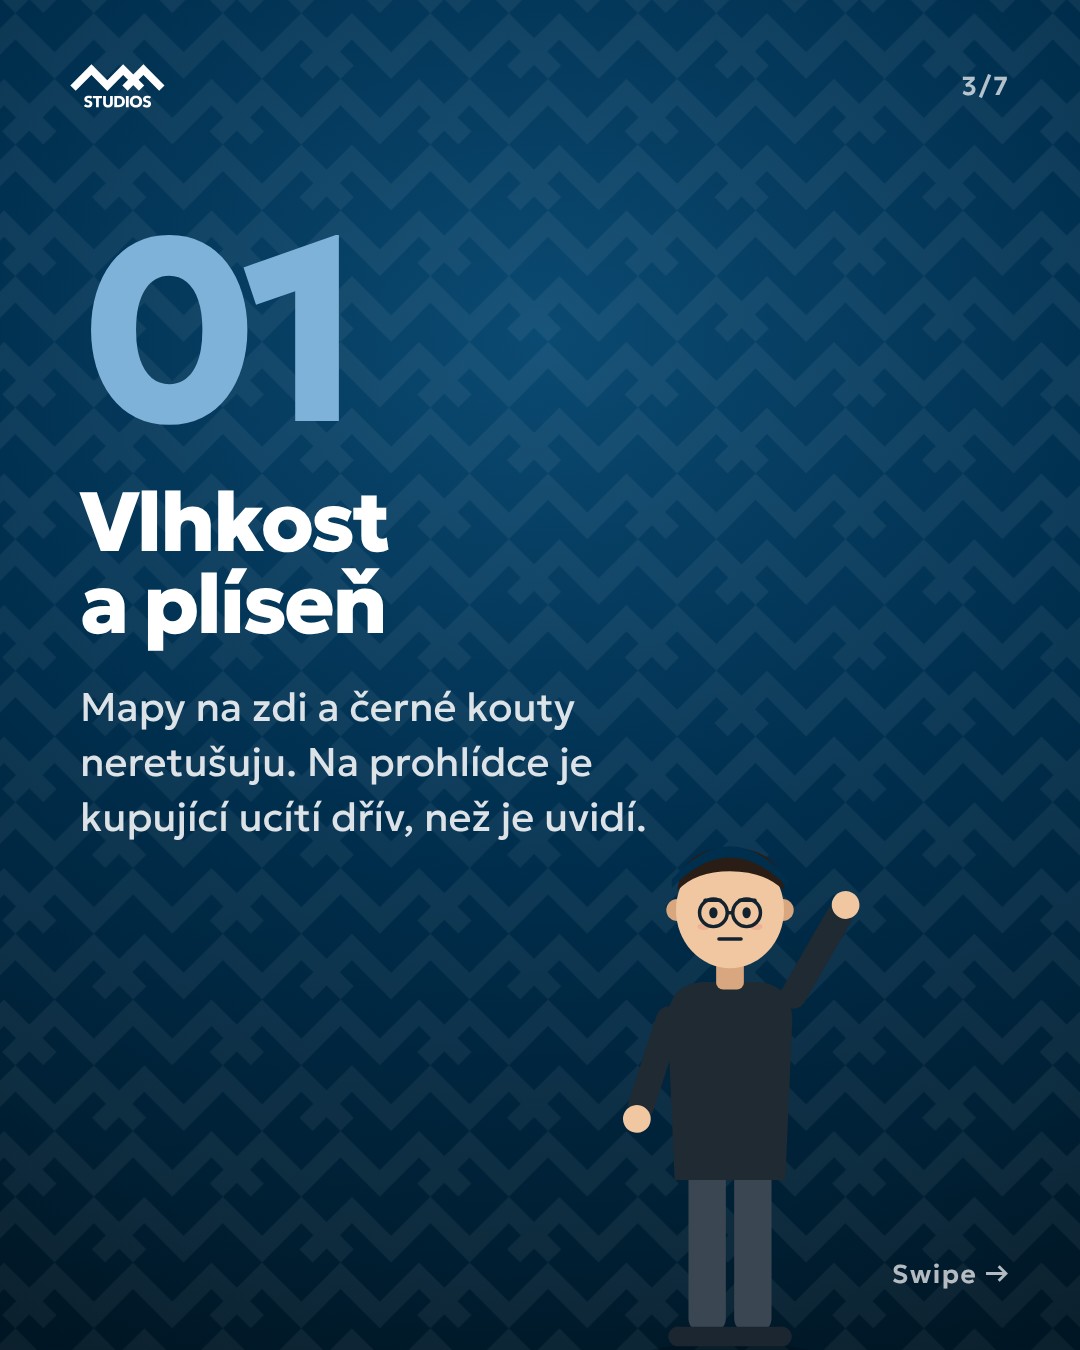 STUDIOS
3/7
01
Vlhkost
a plíseň
Mapy na zdi a černé kouty
neretušuju. Na prohlídce je
kupující ucítí dřív, než je uvidí.
Swipe →